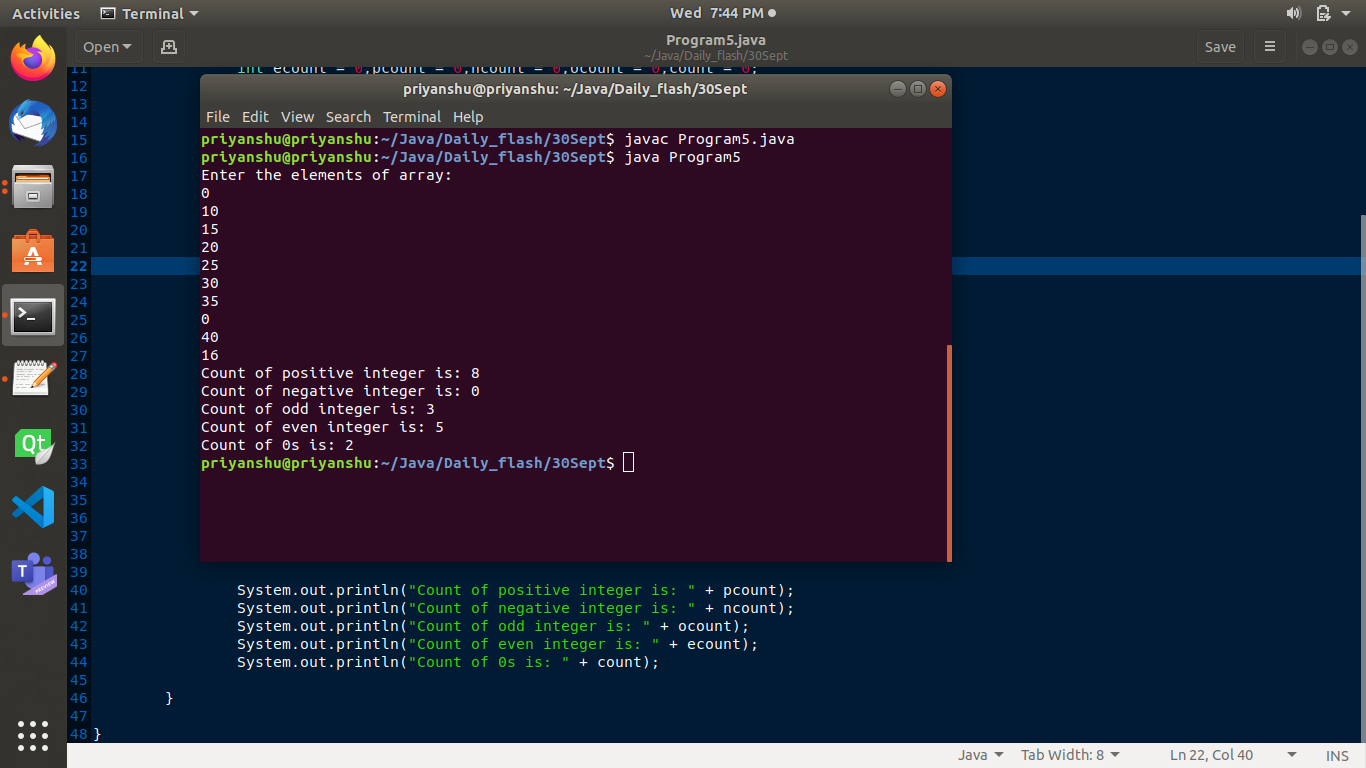 Activities Terminal Wed 7:44 PM
Open Program5.java Save
~/Java/Daily_flash/30Sept
11 int ecount = 0,pcount = 0,ncount = 0,ocount = 0,count = 0;
priyanshu@priyanshu: ~/Java/Daily_flash/30Sept
File Edit View Search Terminal Help
priyanshu@priyanshu:~/Java/Daily_flash/30Sept$ javac Program5.java
priyanshu@priyanshu:~/Java/Daily_flash/30Sept$ java Program5
Enter the elements of array:
0
10
15
20
25
30
35
0
40
16
Count of positive integer is: 8
Count of negative integer is: 0
Count of odd integer is: 3
Count of even integer is: 5
Count of 0s is: 2
priyanshu@priyanshu:~/Java/Daily_flash/30Sept$
12
13
14
15
16
17
18
19
20
21
22
23
24
25
26
27
28
29
30
31
32
33
34
35
36
37
38
39
40 System.out.println("Count of positive integer is: " + pcount);
41 System.out.println("Count of negative integer is: " + ncount);
42 System.out.println("Count of odd integer is: " + ocount);
43 System.out.println("Count of even integer is: " + ecount);
44 System.out.println("Count of 0s is: " + count);
45
46 }
47
48 }
Qt
T
PREVIEW
Java Tab Width: 8 Ln 22, Col 40 INS